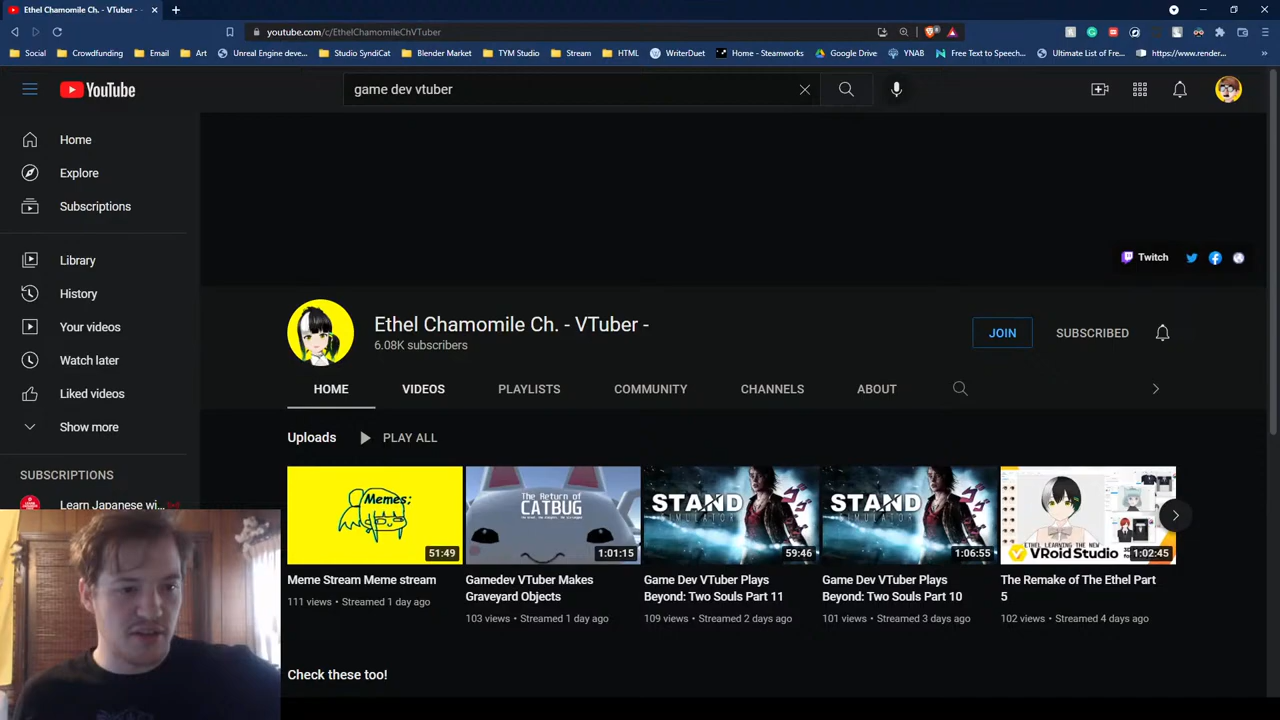 Ethel Chamomile Ch. - VTuber -
youtube.com/c/EthelChamomileChVTuber
Social
Crowdfunding
Email
Art
Unreal Engine deve...
Studio SyndiCat
Blender Market
TYM Studio
Stream
HTML
WriterDuet
Home - Steamworks
Google Drive
YNAB
Free Text to Speech...
Ultimate List of Fre...
https://www.render...
YouTube
game dev vtuber
Home
Explore
Subscriptions
Library
History
Your videos
Watch later
Liked videos
Show more
SUBSCRIPTIONS
Learn Japanese wi...
Twitch
Ethel Chamomile Ch. - VTuber -
6.08K subscribers
JOIN
SUBSCRIBED
HOME
VIDEOS
PLAYLISTS
COMMUNITY
CHANNELS
ABOUT
Uploads
PLAY ALL
Memes;
51:49
Meme Stream Meme stream
111 views • Streamed 1 day ago
The Return of
CATBUG
1:01:15
Gamedev VTuber Makes
Graveyard Objects
103 views • Streamed 1 day ago
STAND
SIMULATOR
59:46
Game Dev VTuber Plays
Beyond: Two Souls Part 11
109 views • Streamed 2 days ago
STAND
SIMULATOR
1:06:55
Game Dev VTuber Plays
Beyond: Two Souls Part 10
101 views • Streamed 3 days ago
ETHEL LEARNING THE NEW
VRoid Studio
1:02:45
The Remake of The Ethel Part
5
102 views • Streamed 4 days ago
Check these too!